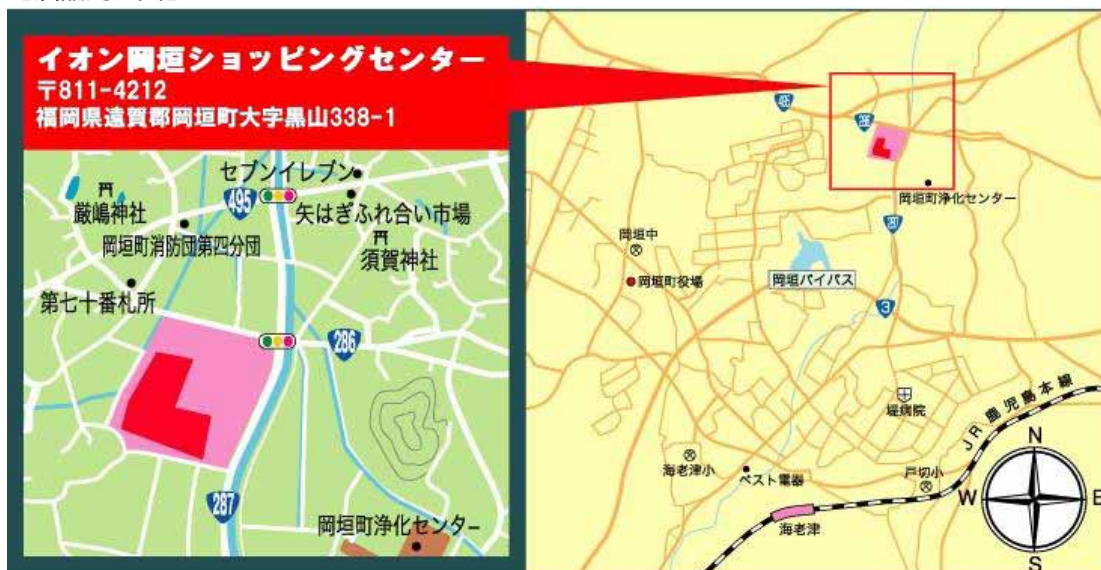 イオン岡垣ショッピングセンター
〒811-4212
福岡県遠賀郡岡垣町大字黒山338-1
セブンイレブン
495
厳嶋神社
矢はぎふれ合い市場
岡垣町消防団第四分団
須賀神社
第七十番札所
286
287
岡垣町浄化センター
495
286
岡垣町浄化センター
287
岡垣中
岡垣町役場
岡垣バイパス
3
堤病院
JR鹿児島本線
海老津小
ベスト電器
戸切小
海老津
N
W
E
S